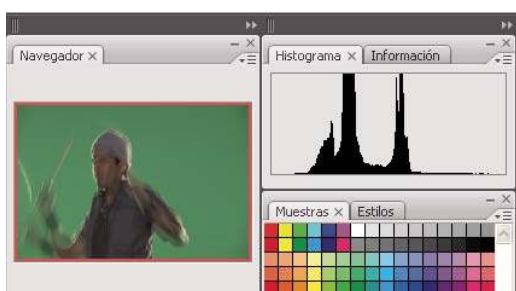 Navegador ×
Histograma × Información
Muestras × Estilos